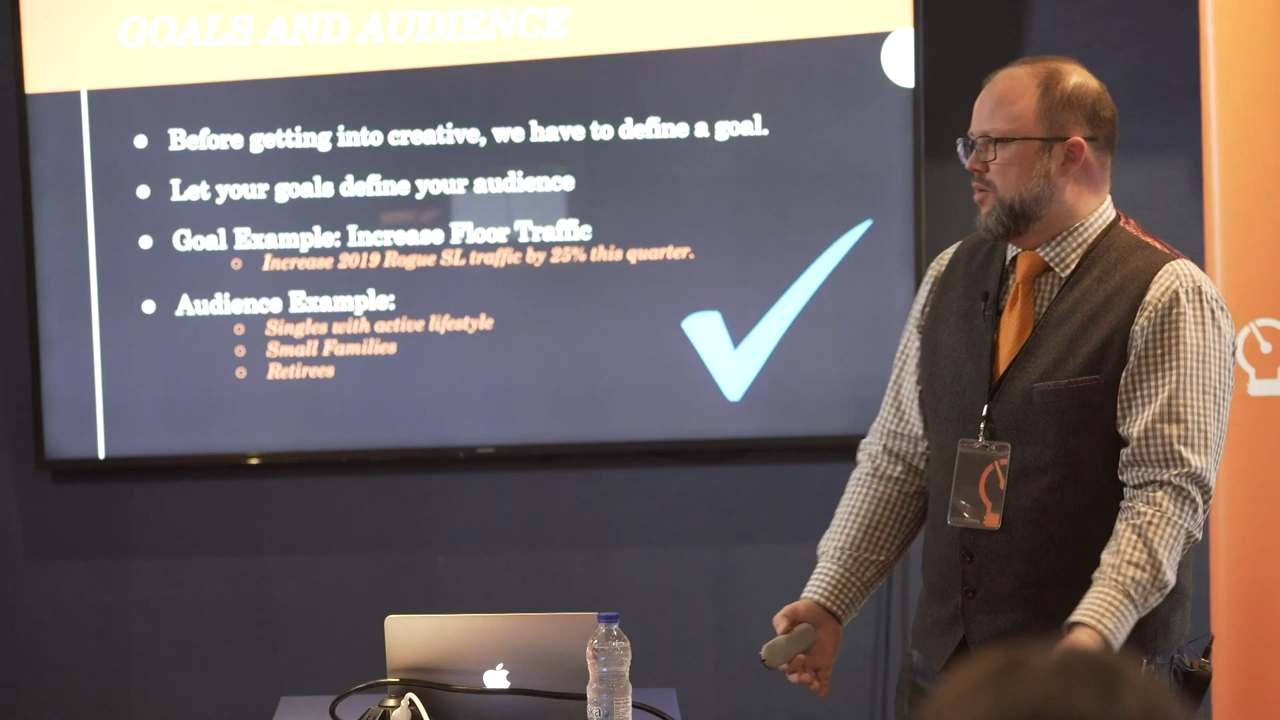 GOALS AND AUDIENCE
Before getting into creative, we have to define a goal.
Let your goals define your audience
Goal Example: Increase Floor Traffic
Increase 2019 Rogue SL traffic by 25% this quarter.
Audience Example:
Singles with active lifestyle
Small Families
Retirees